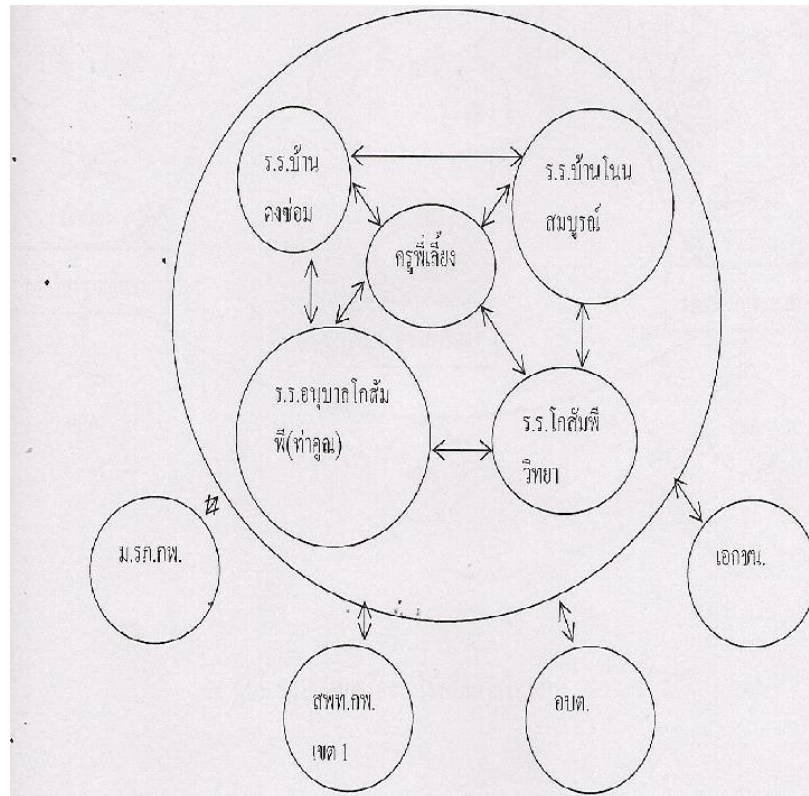 ร.ร.บ้าน
ดงซ่อม
ร.ร.บ้านโนน
สมบูรณ์
ครูพี่เลี้ยง
ร.ร.อนุบาลโกสัม
พี(ท่าคูณ)
ร.ร.โกสัมพี
วิทยา
ม.รภ.กพ.
เอกชน.
สพท.กพ.
เขต 1
อบต.